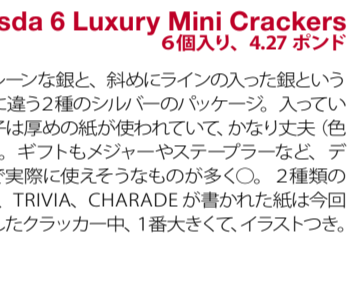 sda 6 Luxury Mini Crackers
6個入り、4.27 ポンド
レーンな銀と、斜めにラインの入った銀という
に違う2種のシルバーのパッケージ。入ってい
子は厚めの紙が使われていて、かなり丈夫（色
。ギフトもメジャーやステープラーなど、デ
で実際に使えそうなものが多く○。2種類の
、TRIVIA、CHARADE が書かれた紙は今回
したクラッカー中、1番大きくて、イラストつき。